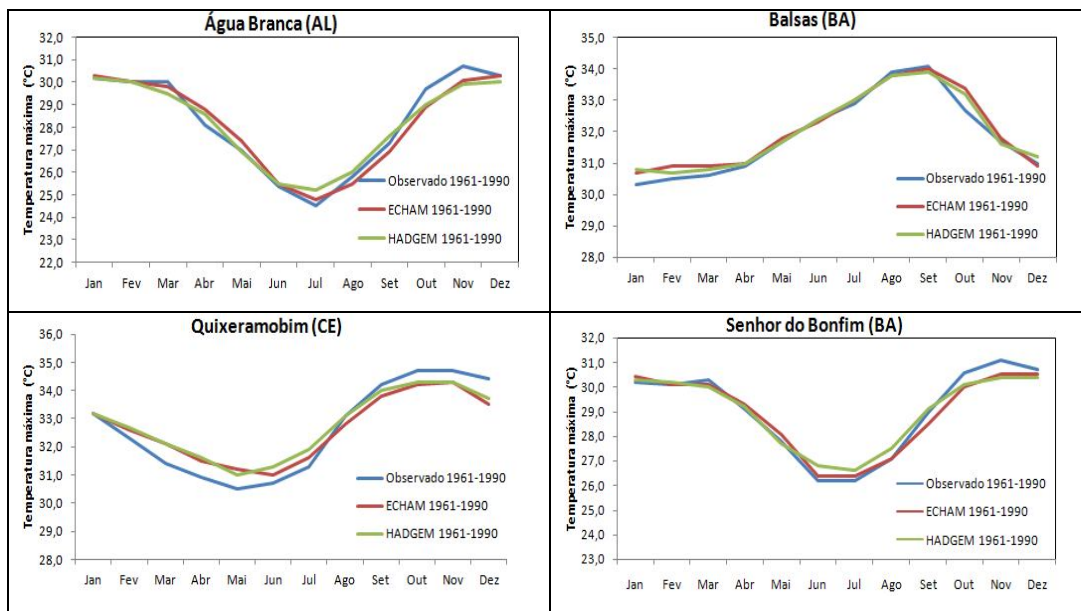 Água Branca (AL)
Temperatura máxima (°C)
32,0
31,0
30,0
29,0
28,0
27,0
26,0
25,0
24,0
23,0
22,0
Observado 1961-1990
ECHAM 1961-1990
HADGEM 1961-1990
Jan Fev Mar Abr Mai Jun Jul Ago Set Out Nov Dez
Balsas (BA)
Temperatura máxima (°C)
35,0
34,0
33,0
32,0
31,0
30,0
29,0
28,0
Observado 1961-1990
ECHAM 1961-1990
HADGEM 1961-1990
Jan Fev Mar Abr Mai Jun Jul Ago Set Out Nov Dez
Quixeramobim (CE)
Temperatura máxima (°C)
36,0
35,0
34,0
33,0
32,0
31,0
30,0
29,0
28,0
Observado 1961-1990
ECHAM 1961-1990
HADGEM 1961-1990
Jan Fev Mar Abr Mai Jun Jul Ago Set Out Nov Dez
Senhor do Bonfim (BA)
Temperatura máxima (°C)
32,0
31,0
30,0
29,0
28,0
27,0
26,0
25,0
24,0
23,0
Observado 1961-1990
ECHAM 1961-1990
HADGEM 1961-1990
Jan Fev Mar Abr Mai Jun Jul Ago Set Out Nov Dez